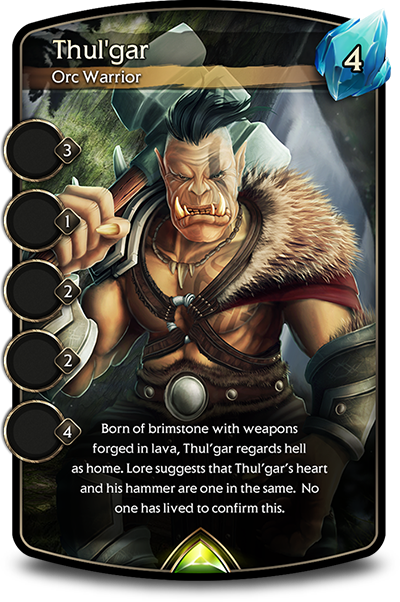 Thul'gar
4
Orc Warrior
3
1
2
2
4
Born of brimstone with weapons
forged in lava, Thul'gar regards hell
as home. Lore suggests that Thul'gar's heart
and his hammer are one in the same. No
one has lived to confirm this.